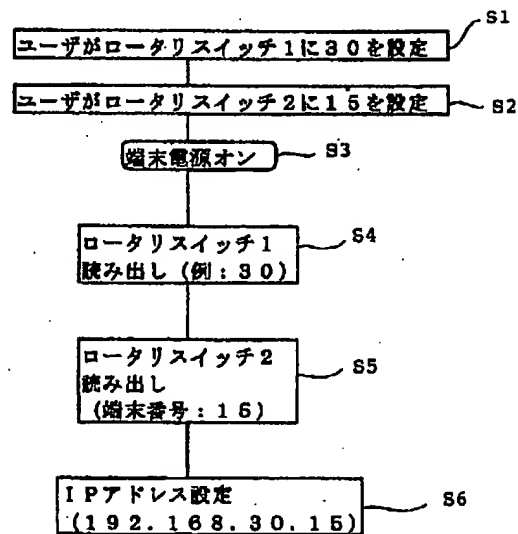 S1
ユーザがロータリスイッチ1に30を設定
ユーザがロータリスイッチ2に15を設定
S2
端末電源オン
S3
ロータリスイッチ1
読み出し(例:30)
S4
ロータリスイッチ2
読み出し
(端末番号:15)
S5
IPアドレス設定
(192.168.30.15)
S6